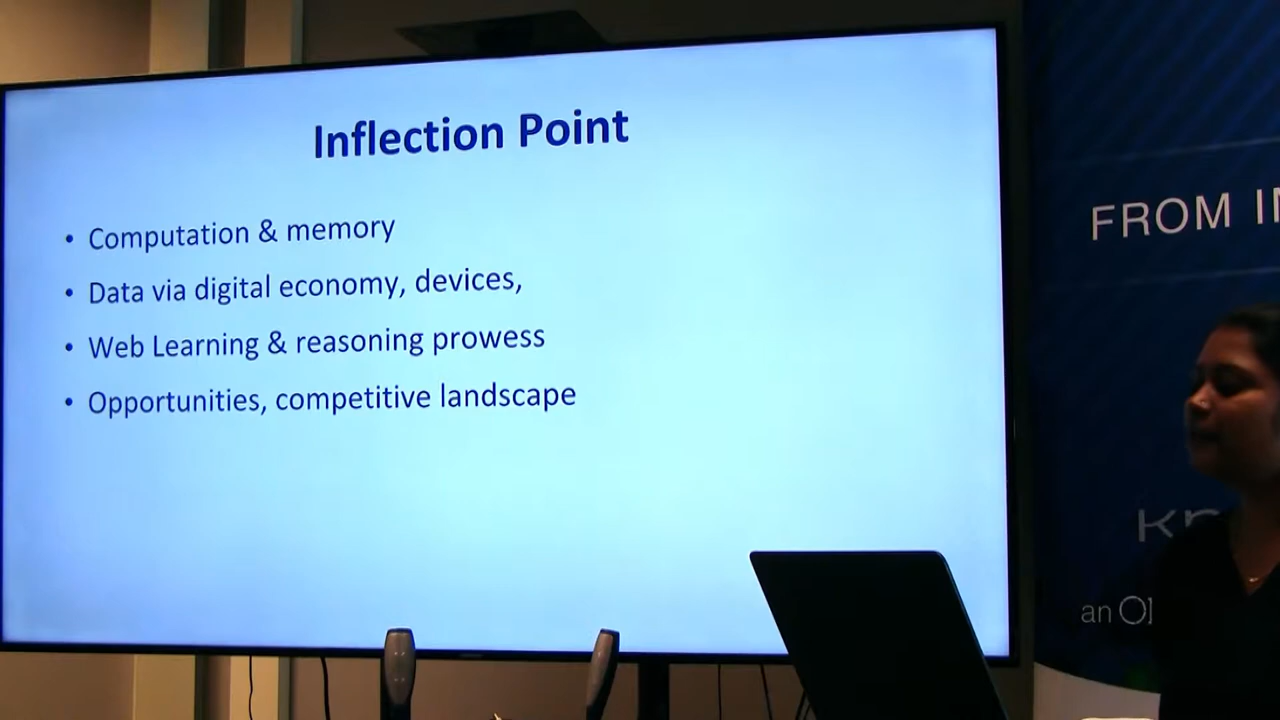 Inflection Point
• Computation & memory
• Data via digital economy, devices,
• Web Learning & reasoning prowess
• Opportunities, competitive landscape
FROM
an